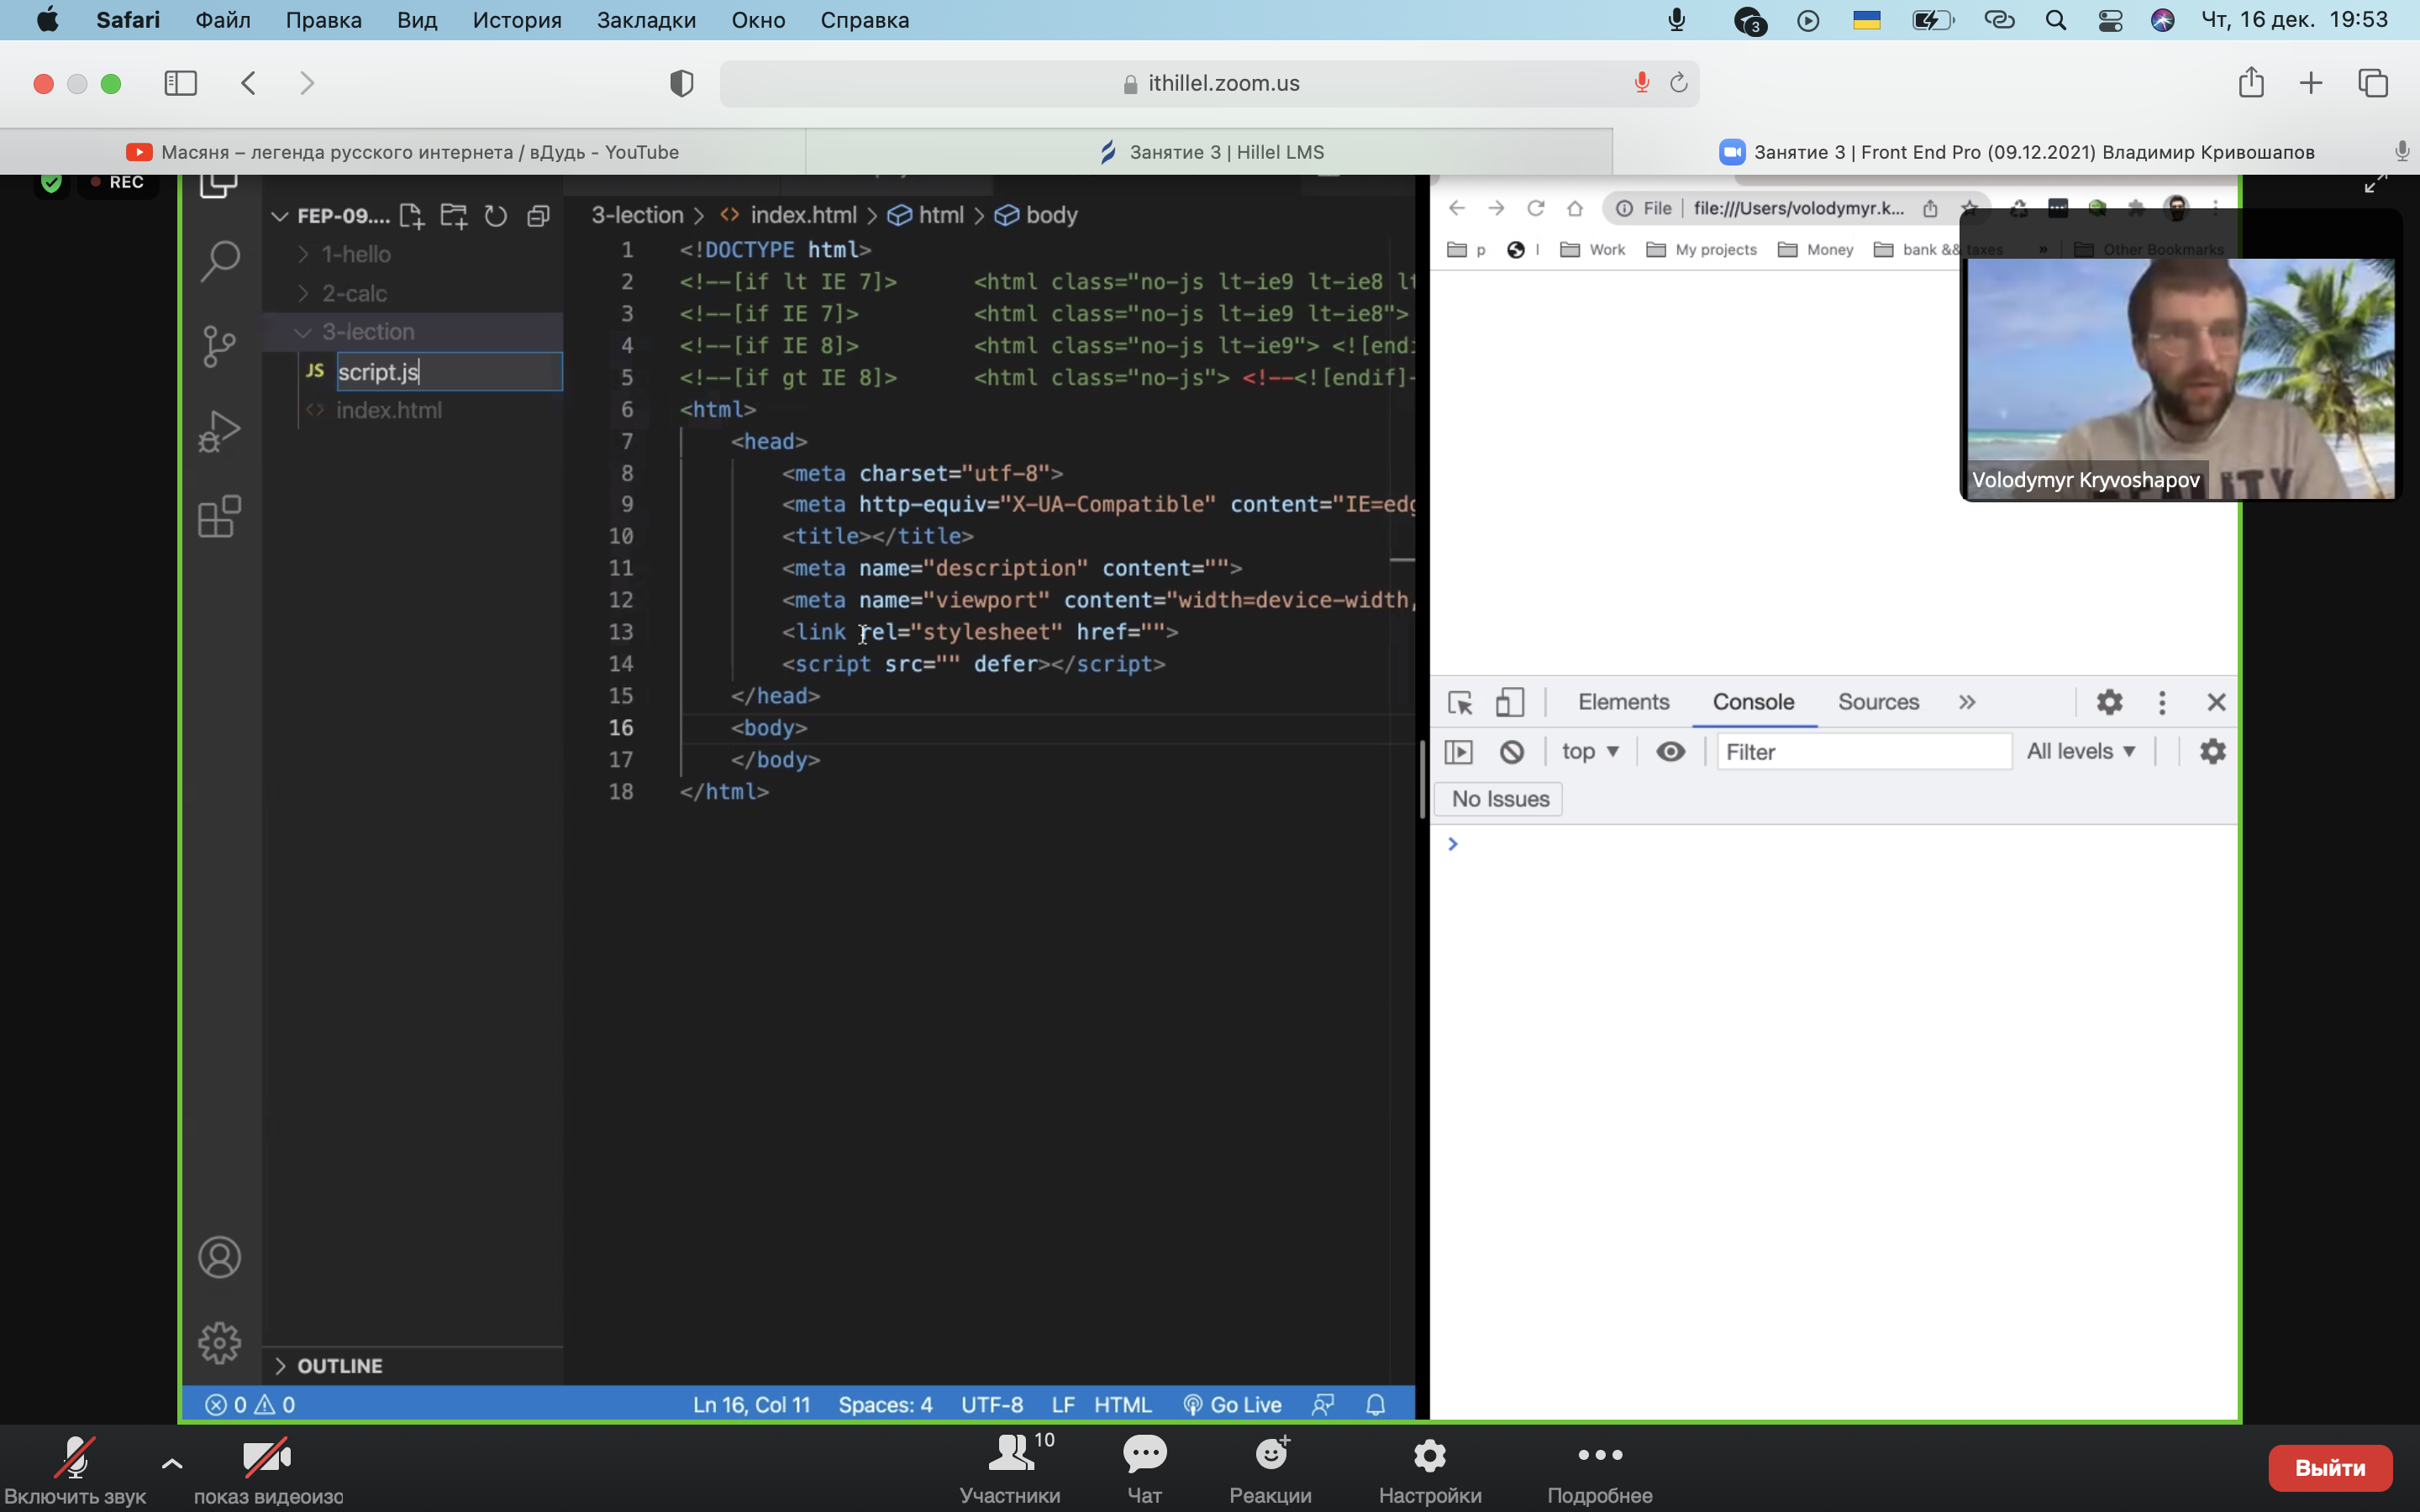 Safari Файл Правка Вид История Закладки Окно Справка 3 Чт, 16 дек. 19:53
ithillel.zoom.us
Масяня – легенда русского интернета / вДудь - YouTube Занятие 3 | Hillel LMS Занятие 3 | Front End Pro (09.12.2021) Владимир Кривошапов
REC
FEP-09.... 3-lection > index.html > html > body
File file:///Users/volodymyr.k...
p I Work My projects Money bank && taxes » Other Bookmarks
1-hello
2-calc
3-lection
JS script.js
index.html
1 <!DOCTYPE html>
2 <!--[if lt IE 7]> <html class="no-js lt-ie9 lt-ie8 lt
3 <!--[if IE 7]> <html class="no-js lt-ie9 lt-ie8">
4 <!--[if IE 8]> <html class="no-js lt-ie9"> <![endi
5 <!--[if gt IE 8]> <html class="no-js"> <!--<![endif]-
6 <html>
7 <head>
8 <meta charset="utf-8">
9 <meta http-equiv="X-UA-Compatible" content="IE=edg
10 <title></title>
11 <meta name="description" content="">
12 <meta name="viewport" content="width=device-width,
13 <link rel="stylesheet" href="">
14 <script src="" defer></script>
15 </head>
16 <body>
17 </body>
18 </html>
Volodymyr Kryvoshapov
Elements Console Sources »
top Filter All levels
No Issues
OUTLINE
0 0 Ln 16, Col 11 Spaces: 4 UTF-8 LF HTML Go Live
10
Включить звук показ видеоизо Участники Чат Реакции Настройки Подробнее Выйти